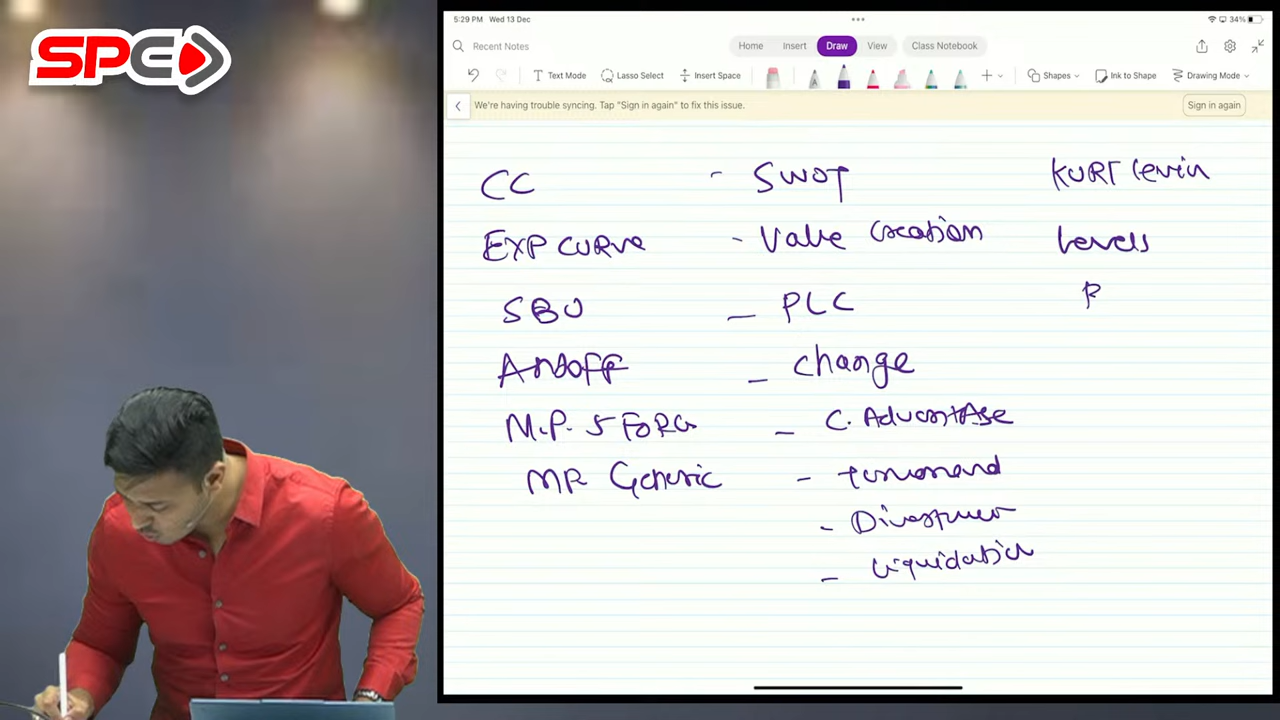 SPED
5:29 PM Wed 13 Dec
34%
Recent Notes
Home Insert Draw View Class Notebook
Text Mode Lasso Select Insert Space Shapes Ink to Shape Drawing Mode
We're having trouble syncing. Tap "Sign in again" to fix this issue.
Sign in again
CC
EXP CURVE
SBU
Ansoff
M.P. 5 FORC
MP Generic
- SWOT
- Value Creation
- PLC
- change
- C. Advantage
- Divestment
- Liquidation
KURT Lewin
Levels